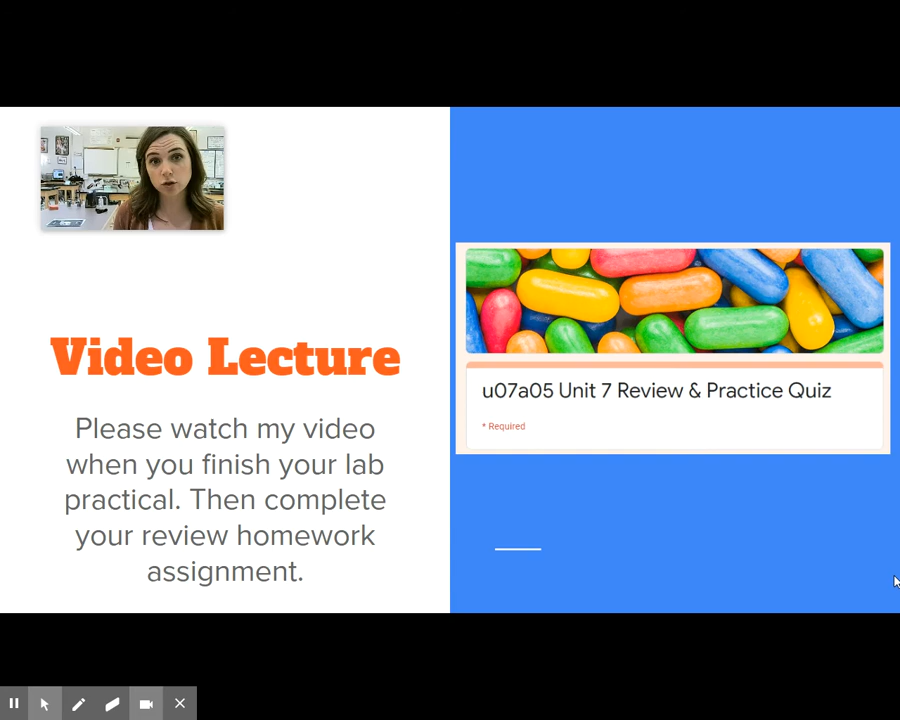 Video Lecture
Please watch my video
when you finish your lab
practical. Then complete
your review homework
assignment.
u07a05 Unit 7 Review & Practice Quiz
* Required